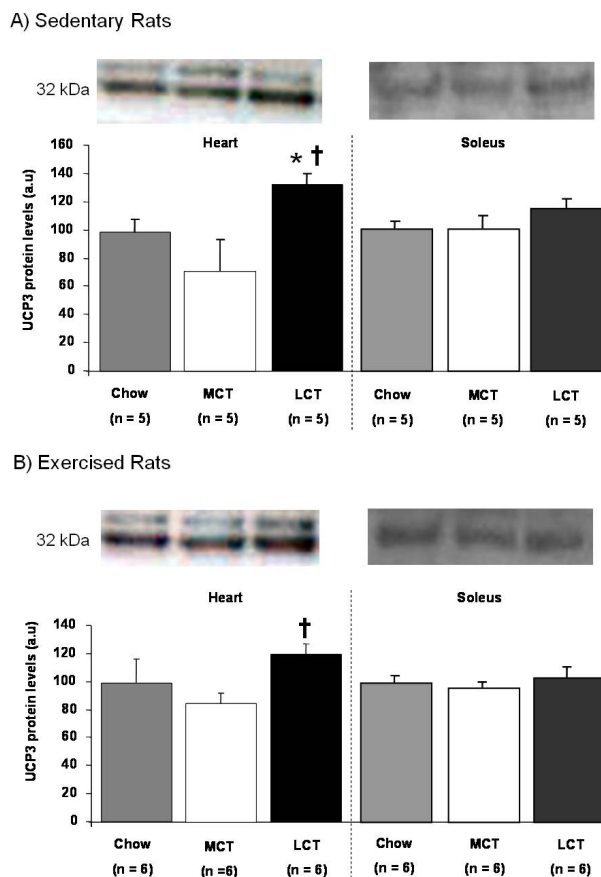 A) Sedentary Rats
32 kDa
Heart
Soleus
UCP3 protein levels (a.u)
160
140
120
100
80
60
40
20
0
* †
Chow
MCT
LCT
Chow
MCT
LCT
(n = 5)
(n = 5)
(n = 5)
(n = 5)
(n = 5)
(n = 5)
B) Exercised Rats
32 kDa
Heart
Soleus
UCP3 protein levels (a.u)
140
120
100
80
60
40
20
0
†
Chow
MCT
LCT
Chow
MCT
LCT
(n = 6)
(n =6)
(n = 6)
(n = 6)
(n = 6)
(n = 6)